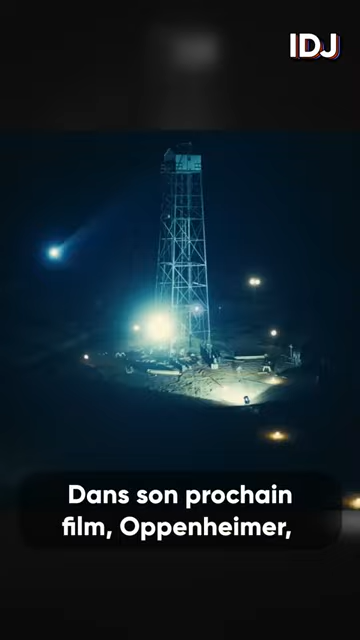 IDJ
Dans son prochain
film, Oppenheimer,